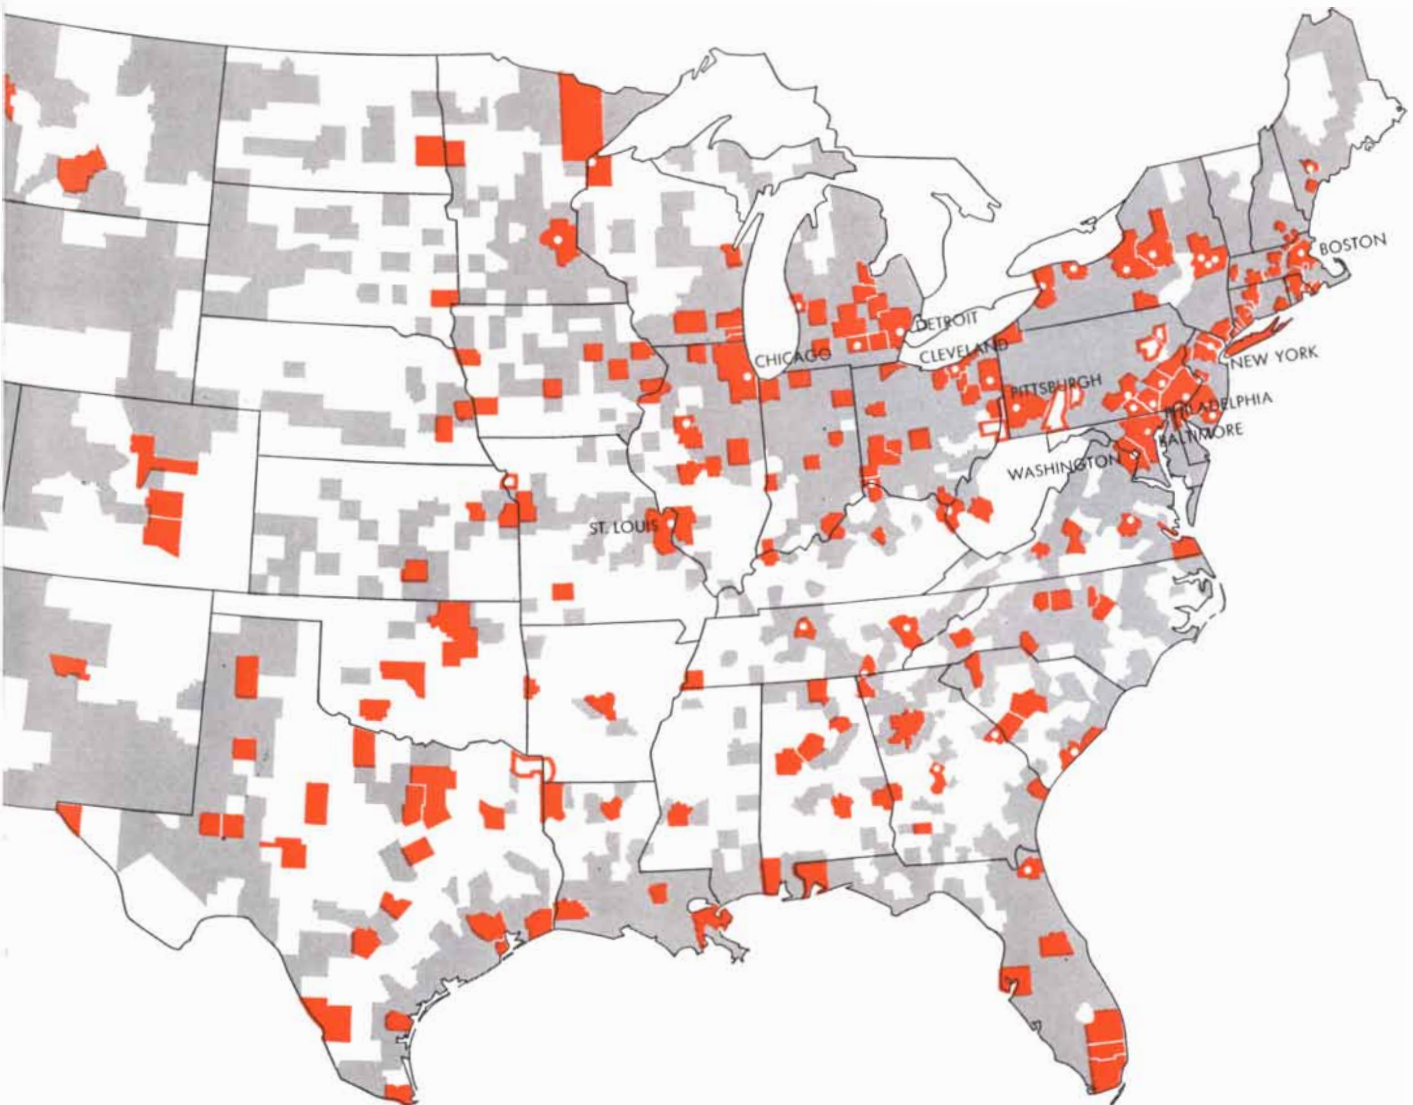 BOSTON
DETROIT
CHICAGO
CLEVELAND
NEW YORK
PITTSBURGH
PHILADELPHIA
BALTIMORE
WASHINGTON
ST. LOUIS